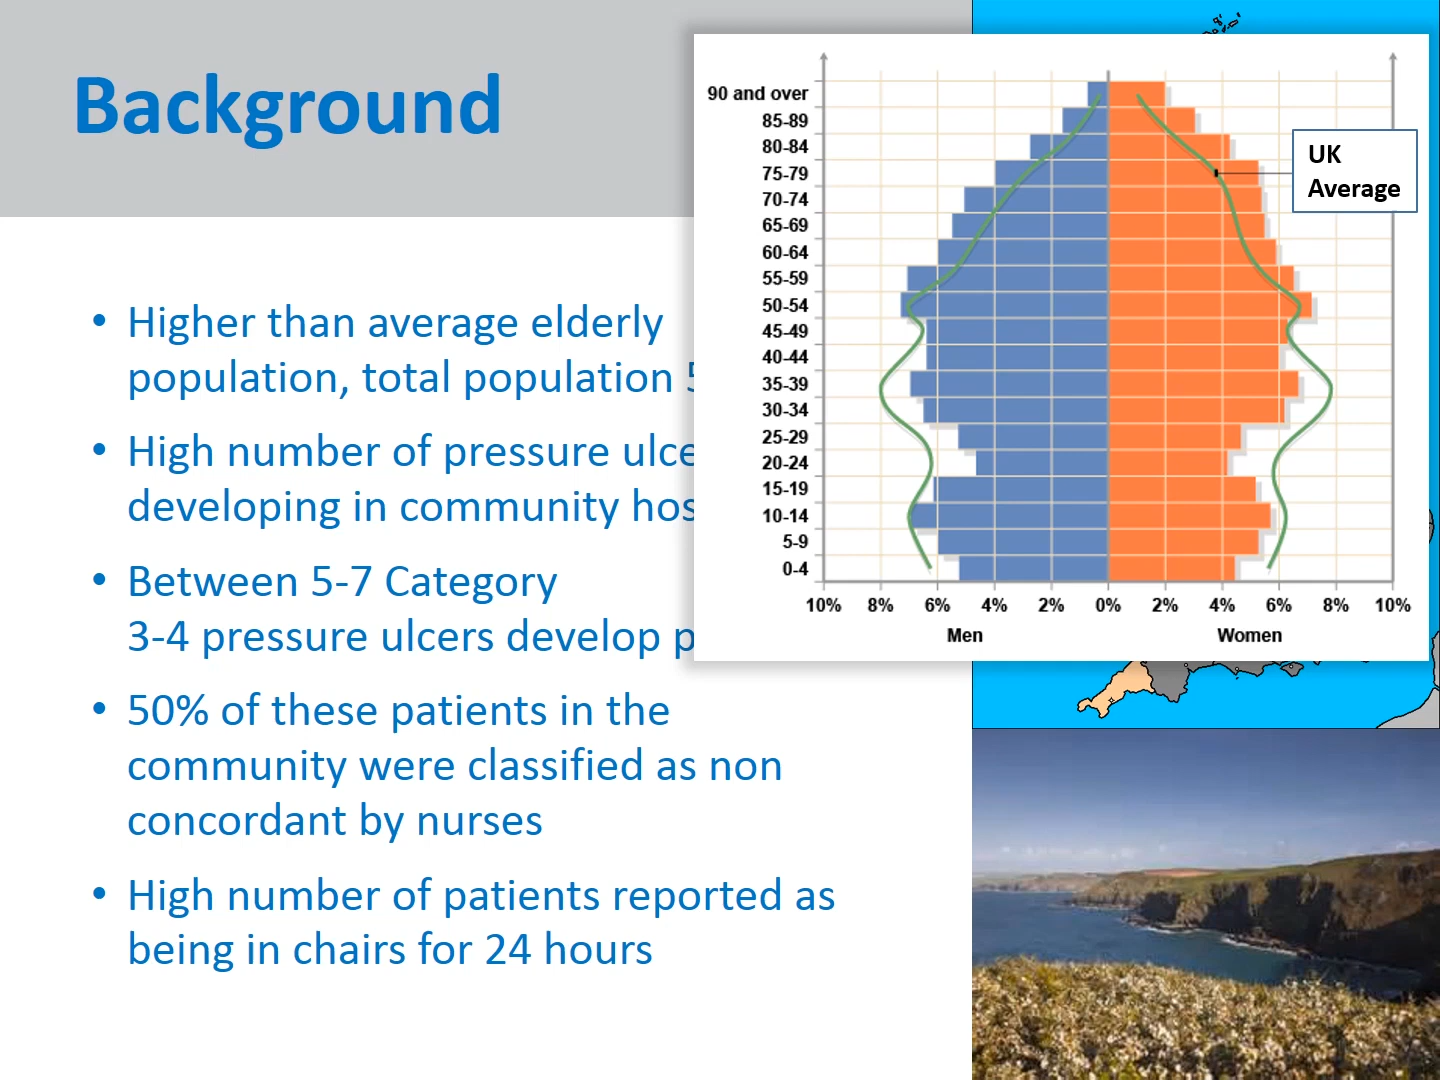 Background
• Higher than average elderly
population, total population
• High number of pressure
developing in community
• Between 5-7 Category
3-4 pressure ulcers develop
• 50% of these patients in the
community were classified as non
concordant by nurses
• High number of patients reported as
being in chairs for 24 hours
90 and over
85-89
80-84
75-79
70-74
65-69
60-64
55-59
50-54
45-49
40-44
35-39
30-34
25-29
20-24
15-19
10-14
5-9
0-4
10% 8% 6% 4% 2% 0% 2% 4% 6% 8% 10%
Men Women
UK
Average